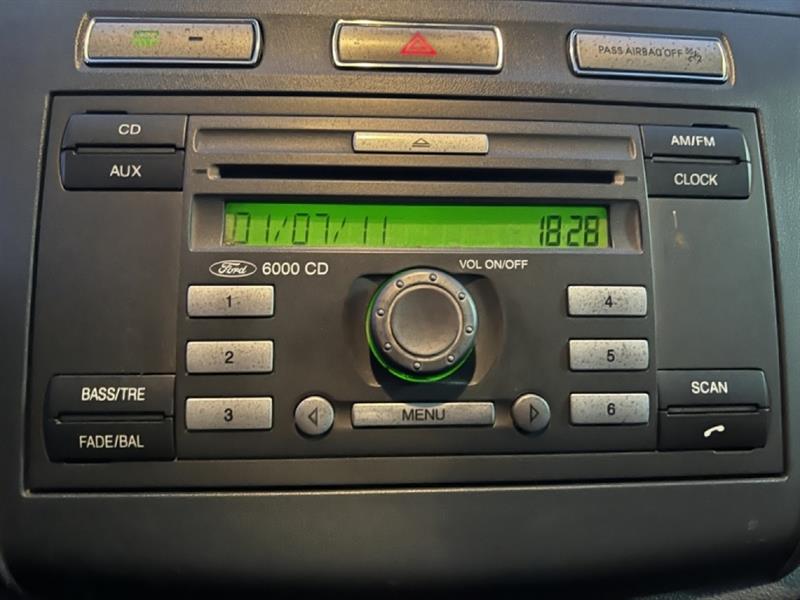 PASS AIRBAG OFF
CD
AUX
AM/FM
CLOCK
01/07/11 18:28
Ford 6000 CD
VOL ON/OFF
1
2
3
4
5
6
MENU
BASS/TRE
FADE/BAL
SCAN